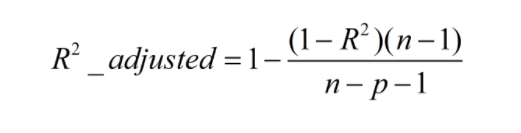 R² _adjusted = 1 − (1 − R²)(n − 1) / n − p − 1